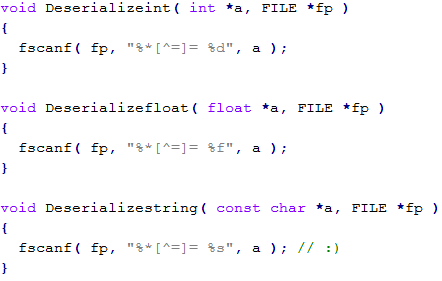 void Deserializeint( int *a, FILE *fp )
{
  fscanf( fp, "%*[^=]= %d", a );
}

void Deserializefloat( float *a, FILE *fp )
{
  fscanf( fp, "%*[^=]= %f", a );
}

void Deserializestring( const char *a, FILE *fp )
{
  fscanf( fp, "%*[^=]= %s", a ); // :)
}